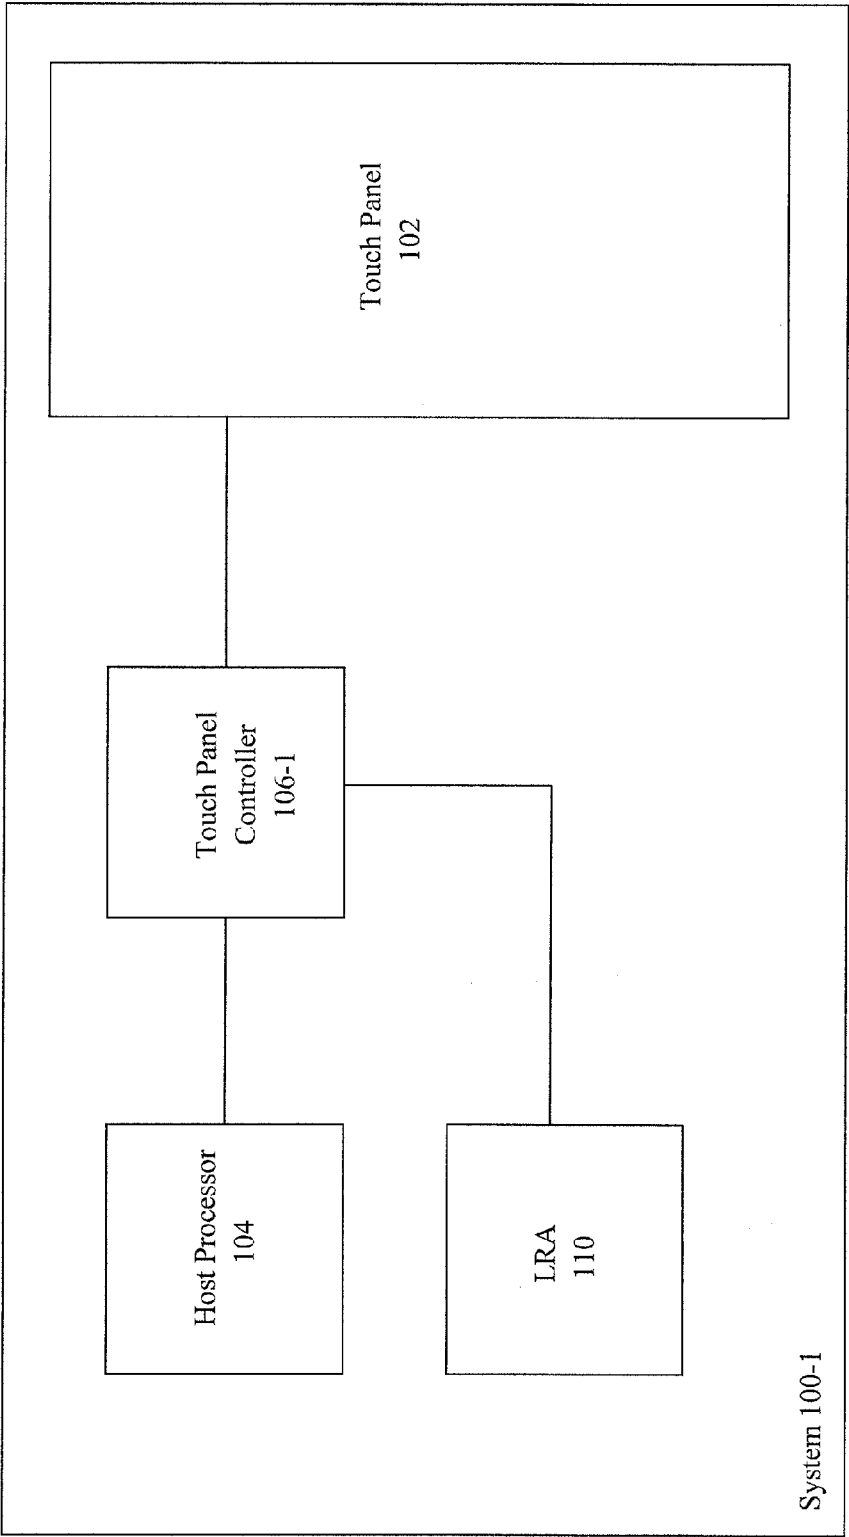 Host Processor
104
Touch Panel
Controller
106-1
Touch Panel
102
LRA
110
System 100-1